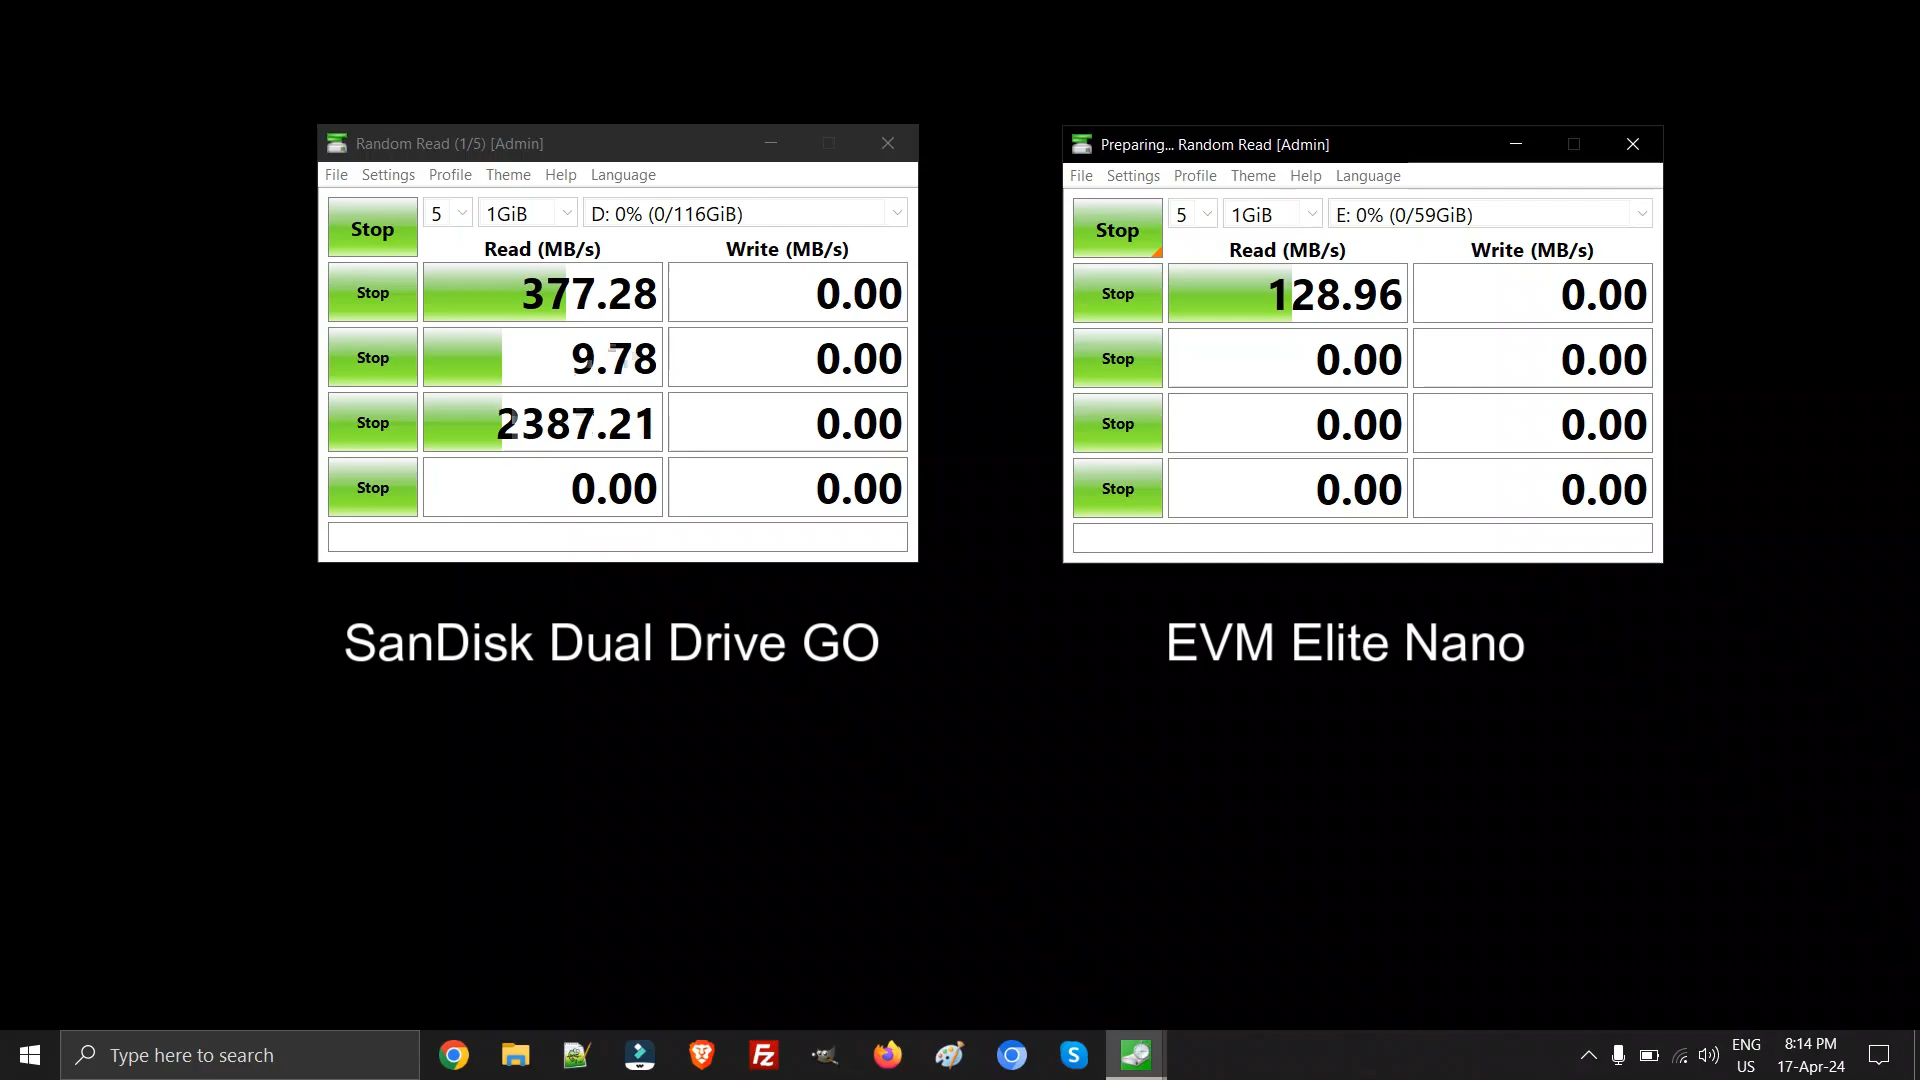 Random Read (1/5) [Admin]
File Settings Profile Theme Help Language
Stop 5 1GiB D: 0% (0/116GiB)
Read (MB/s) Write (MB/s)
Stop 377.28 0.00
Stop 9.78 0.00
Stop 2387.21 0.00
Stop 0.00 0.00
SanDisk Dual Drive GO
Preparing... Random Read [Admin]
File Settings Profile Theme Help Language
Stop 5 1GiB E: 0% (0/59GiB)
Read (MB/s) Write (MB/s)
Stop 128.96 0.00
Stop 0.00 0.00
Stop 0.00 0.00
Stop 0.00 0.00
EVM Elite Nano
Type here to search
ENG
US
8:14 PM
17-Apr-24